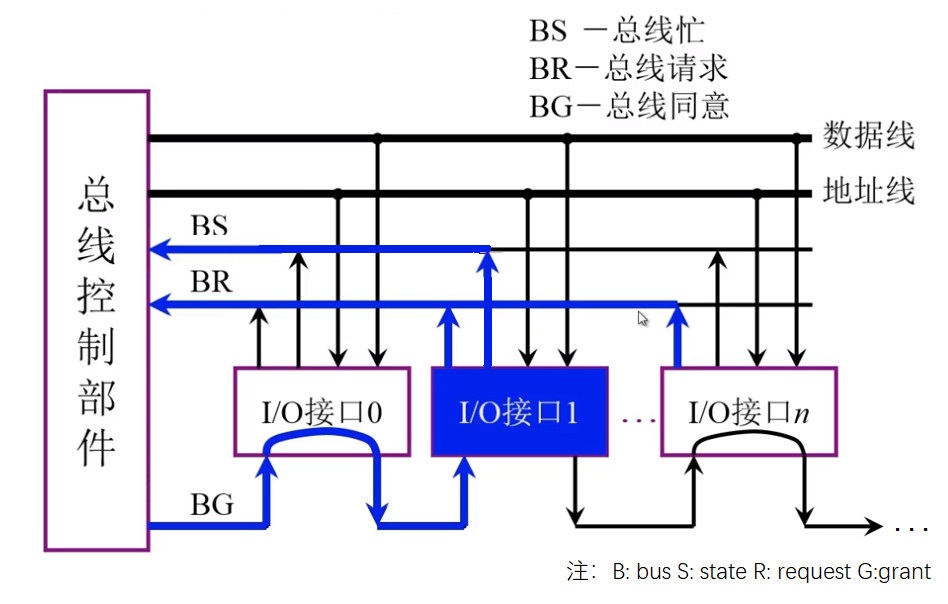 BS －总线忙
BR－总线请求
BG－总线同意
数据线
地址线
总线控制部件
BS
BR
I/O接口0
I/O接口1
…
I/O接口n
BG
…
注：B: bus S: state R: request G:grant